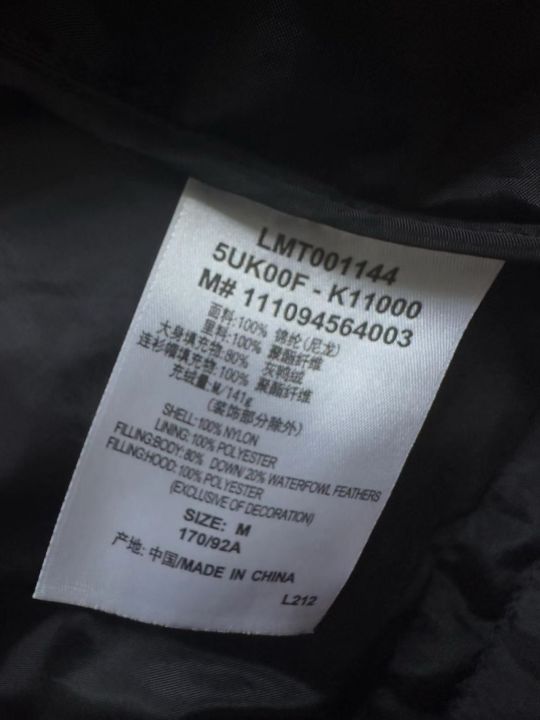 LMT001144
5UK00F - K11000
M# 111094564003
面料:100% 锦纶(尼龙)
里料:100% 聚酯纤维
大身填充物:80% 灰鸭绒
连衫帽填充物:100% 聚酯纤维
充绒量:M/141g
(装饰部分除外)
SHELL:100% NYLON
LINING:100% POLYESTER
FILLING:BODY: 80% DOWN/ 20% WATERFOWL FEATHERS
FILLING:HOOD: 100% POLYESTER
(EXCLUSIVE OF DECORATION)
SIZE: M
170/92A
产地: 中国/MADE IN CHINA
L212